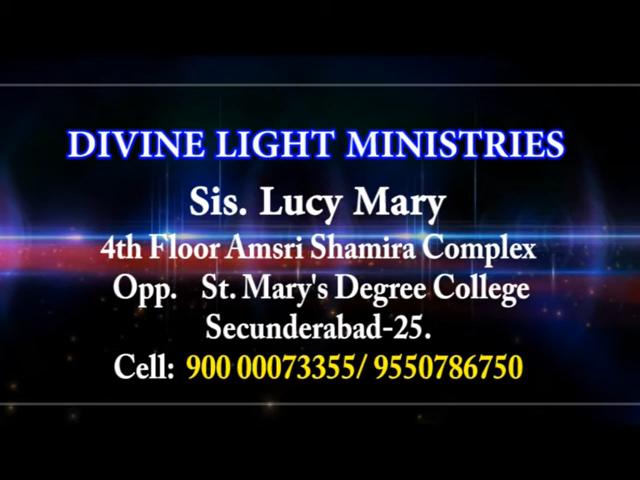 DIVINE LIGHT MINISTRIES
Sis. Lucy Mary
4th Floor Amsri Shamira Complex
Opp. St. Mary's Degree College
Secunderabad-25.
Cell: 900 00073355/ 9550786750